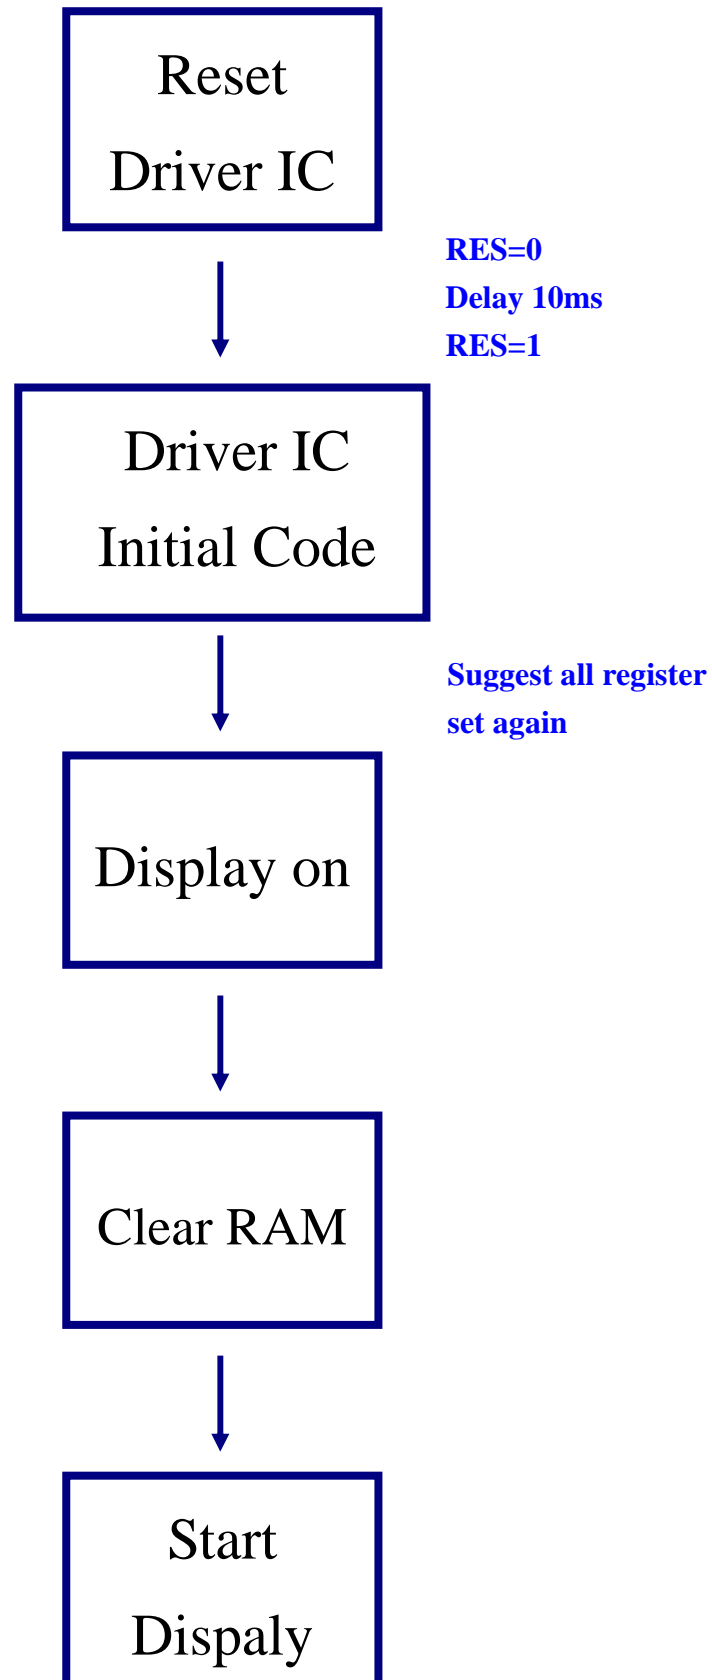 Reset
Driver IC
RES=0
Delay 10ms
RES=1
Driver IC
Initial Code
Suggest all register
set again
Display on
Clear RAM
Start
Dispaly